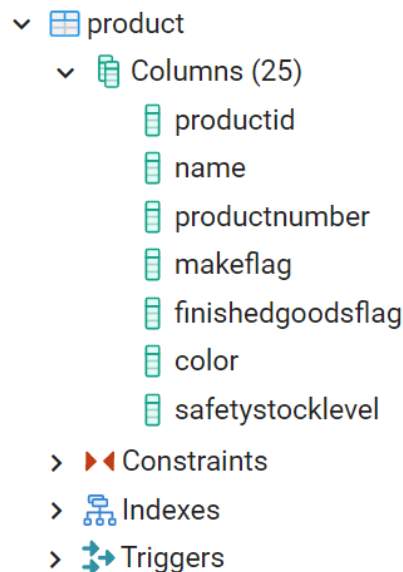 product
Columns (25)
productid
name
productnumber
makeflag
finishedgoodsflag
color
safetystocklevel
Constraints
Indexes
Triggers